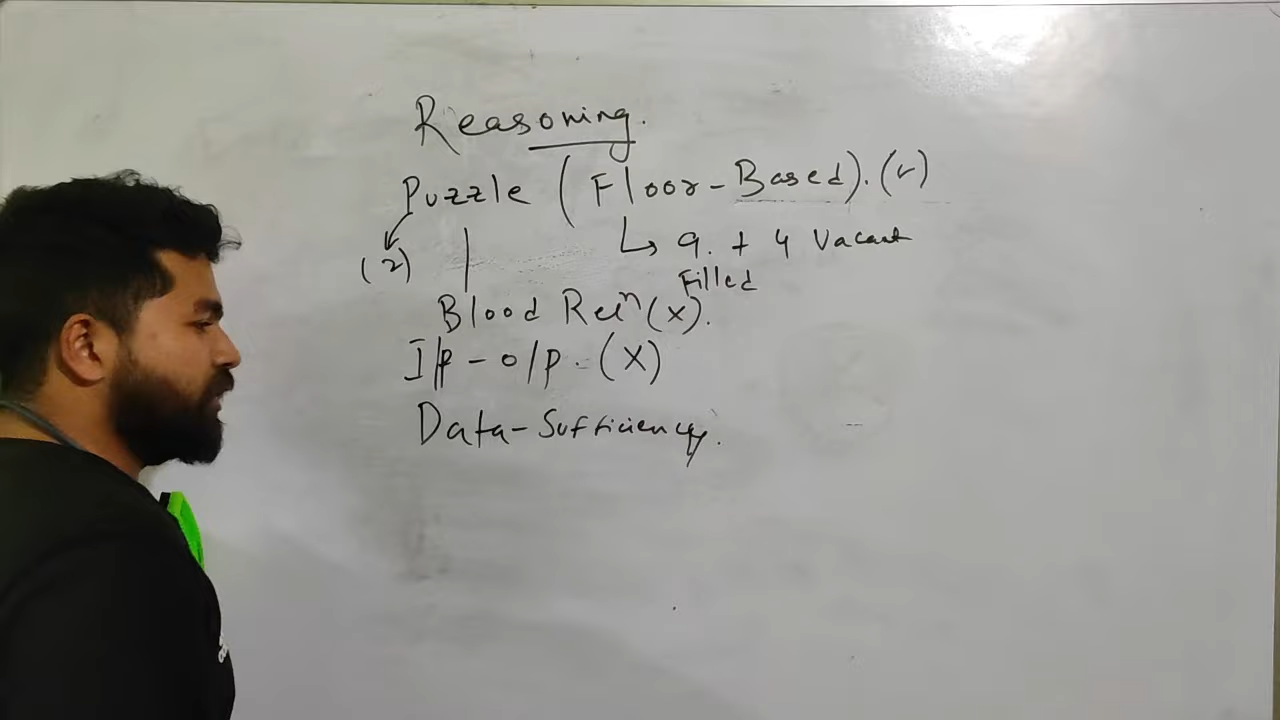 Reasoning.
Puzzle (Floor-Based). (✓)
(2)
↳ 9. + 4 Vacant
Filled
Blood Relⁿ (X).
I/p - o/p. (X)
Data-Sufficiency.